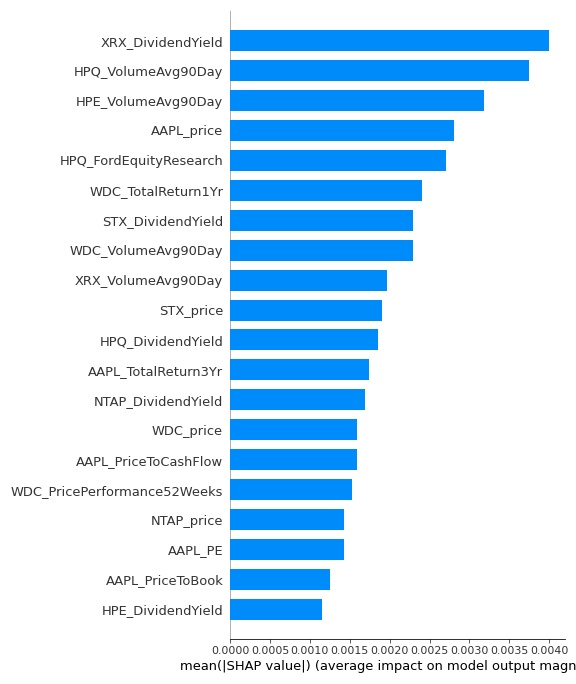 XRX_DividendYield
HPQ_VolumeAvg90Day
HPE_VolumeAvg90Day
AAPL_price
HPQ_FordEquityResearch
WDC_TotalReturn1Yr
STX_DividendYield
WDC_VolumeAvg90Day
XRX_VolumeAvg90Day
STX_price
HPQ_DividendYield
AAPL_TotalReturn3Yr
NTAP_DividendYield
WDC_price
AAPL_PriceToCashFlow
WDC_PricePerformance52Weeks
NTAP_price
AAPL_PE
AAPL_PriceToBook
HPE_DividendYield
0.0000 0.0005 0.0010 0.0015 0.0020 0.0025 0.0030 0.0035 0.0040
mean(|SHAP value|) (average impact on model output magn